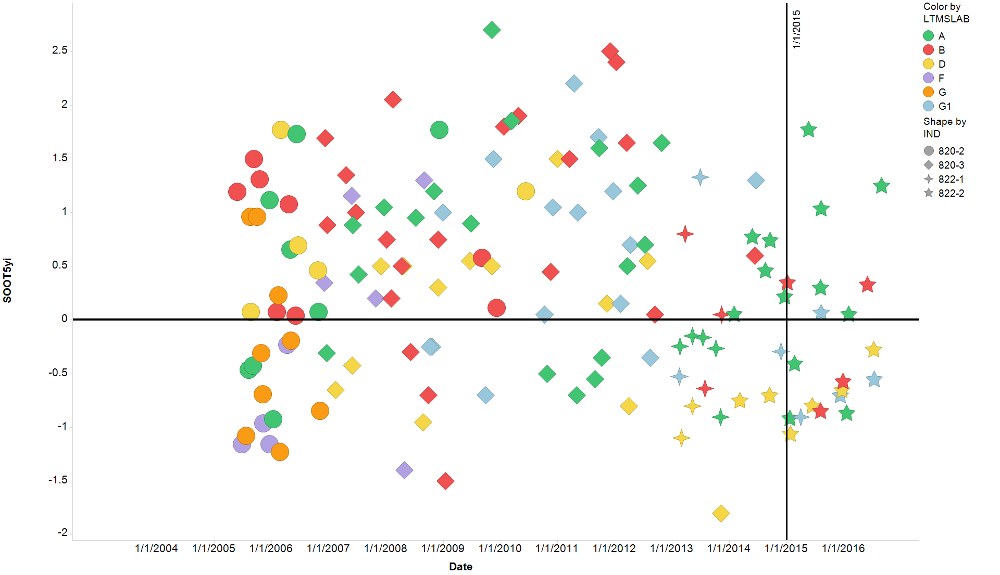 SOOT5yi
2.5
2
1.5
1
0.5
0
-0.5
-1
-1.5
-2
1/1/2004 1/1/2005 1/1/2006 1/1/2007 1/1/2008 1/1/2009 1/1/2010 1/1/2011 1/1/2012 1/1/2013 1/1/2014 1/1/2015 1/1/2016
Date
1/1/2015
Color by
LTMSLAB
A
B
D
F
G
G1
Shape by
IND
820-2
820-3
822-1
822-2